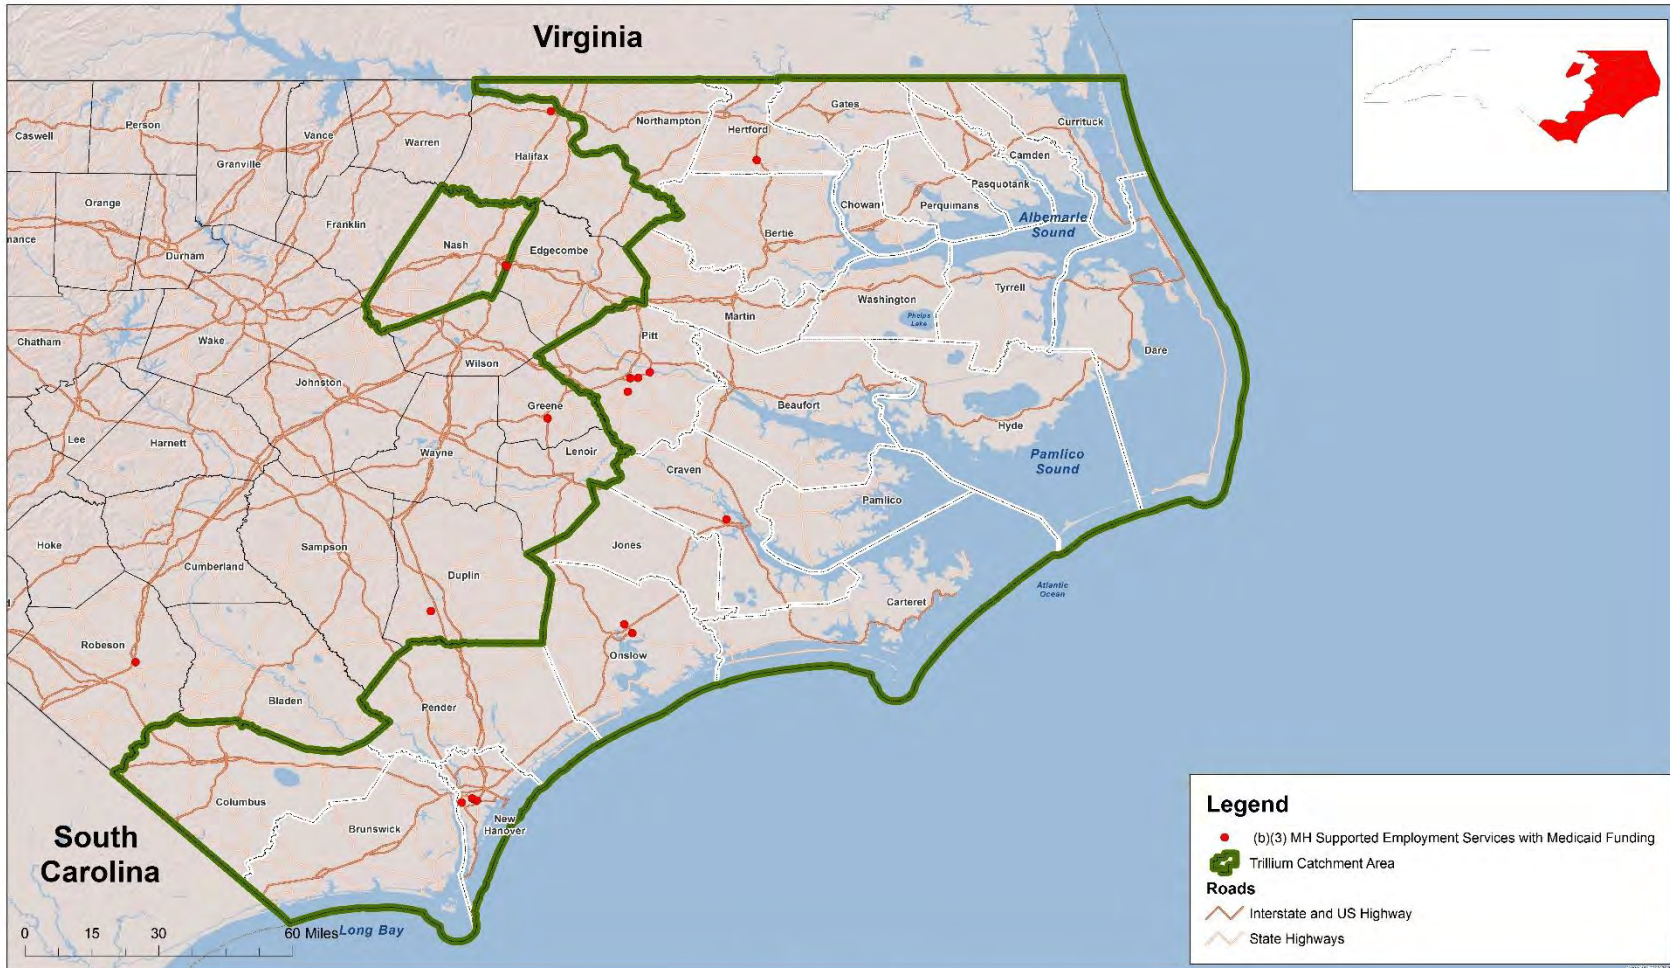 Virginia
Gates
Currituck
Northampton
Hertford
Person
Vance
Caswell
Warren
Halifax
Granville
Camden
Pasquotank
Orange
Chowan
Perquimans
Franklin
Albemarle
Sound
nance
Nash
Edgecombe
Bertie
Durham
Tyrrell
Washington
Martin
Phelps
Lake
Pitt
Chatham
Wake
Dare
Wilson
Johnston
Greene
Beaufort
Hyde
Lee
Harnett
Wayne
Lenoir
Pamlico
Sound
Craven
Pamlico
Hoke
Sampson
Jones
Cumberland
Duplin
Atlantic
Ocean
Carteret
Robeson
Onslow
Bladen
Pender
Columbus
New
Hanover
Brunswick
South
Carolina
0 15 30 60 Miles
Long Bay
Legend
(b)(3) MH Supported Employment Services with Medicaid Funding
Trillium Catchment Area
Roads
Interstate and US Highway
State Highways